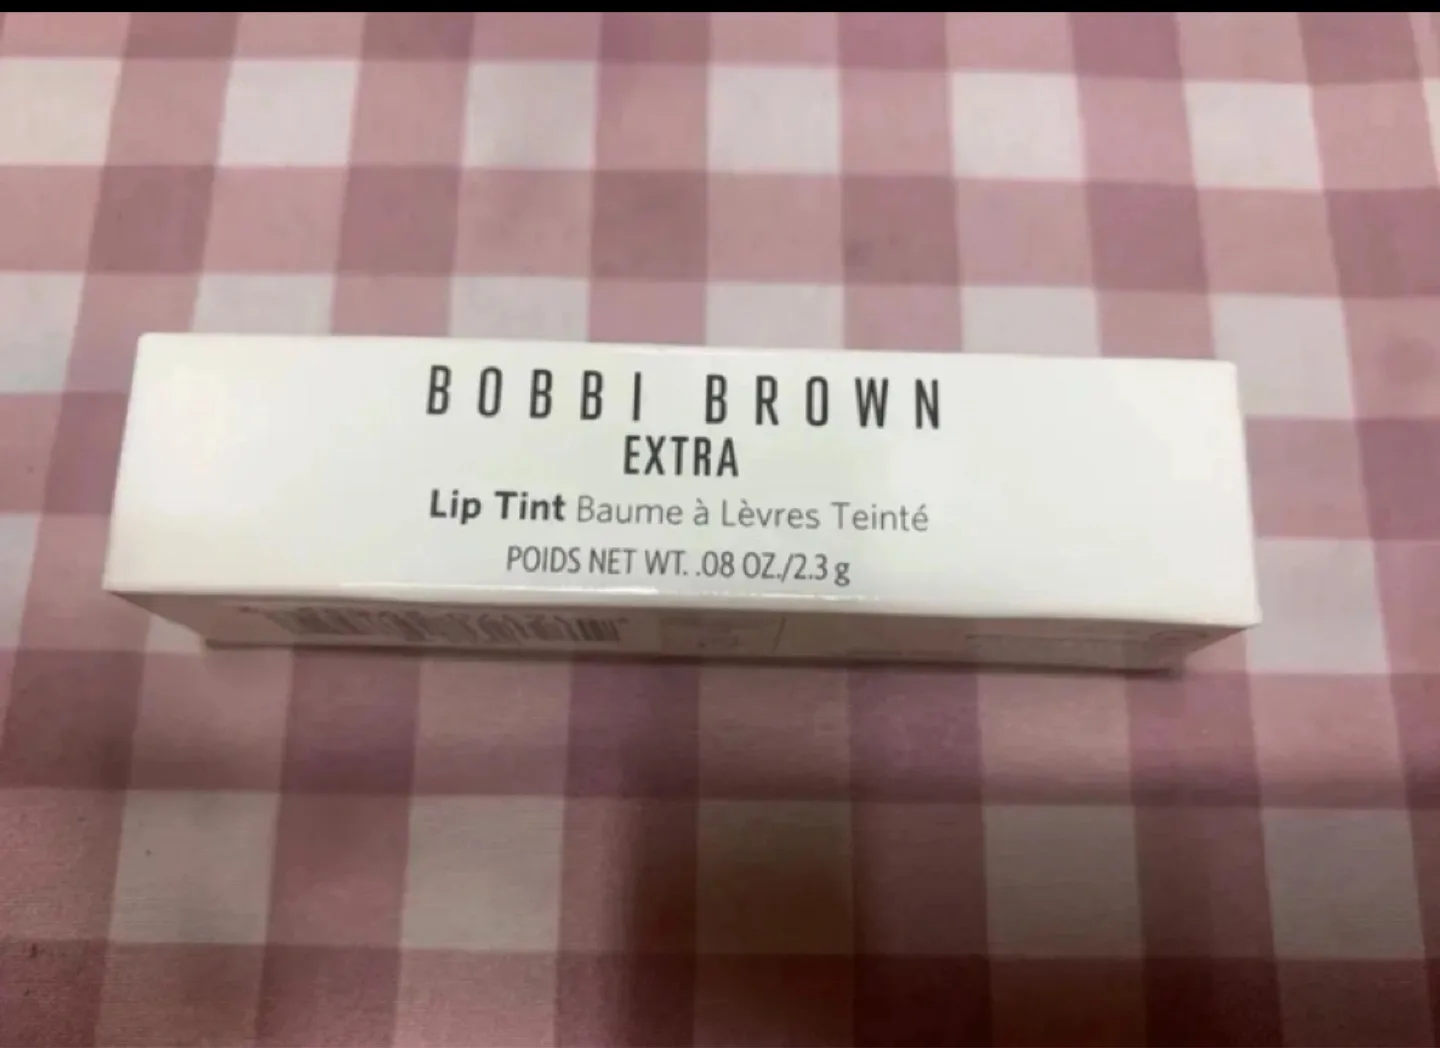 BOBBI BROWN
EXTRA
Lip Tint Baume à Lèvres Teinté
POIDS NET WT. .08 OZ./2.3 g